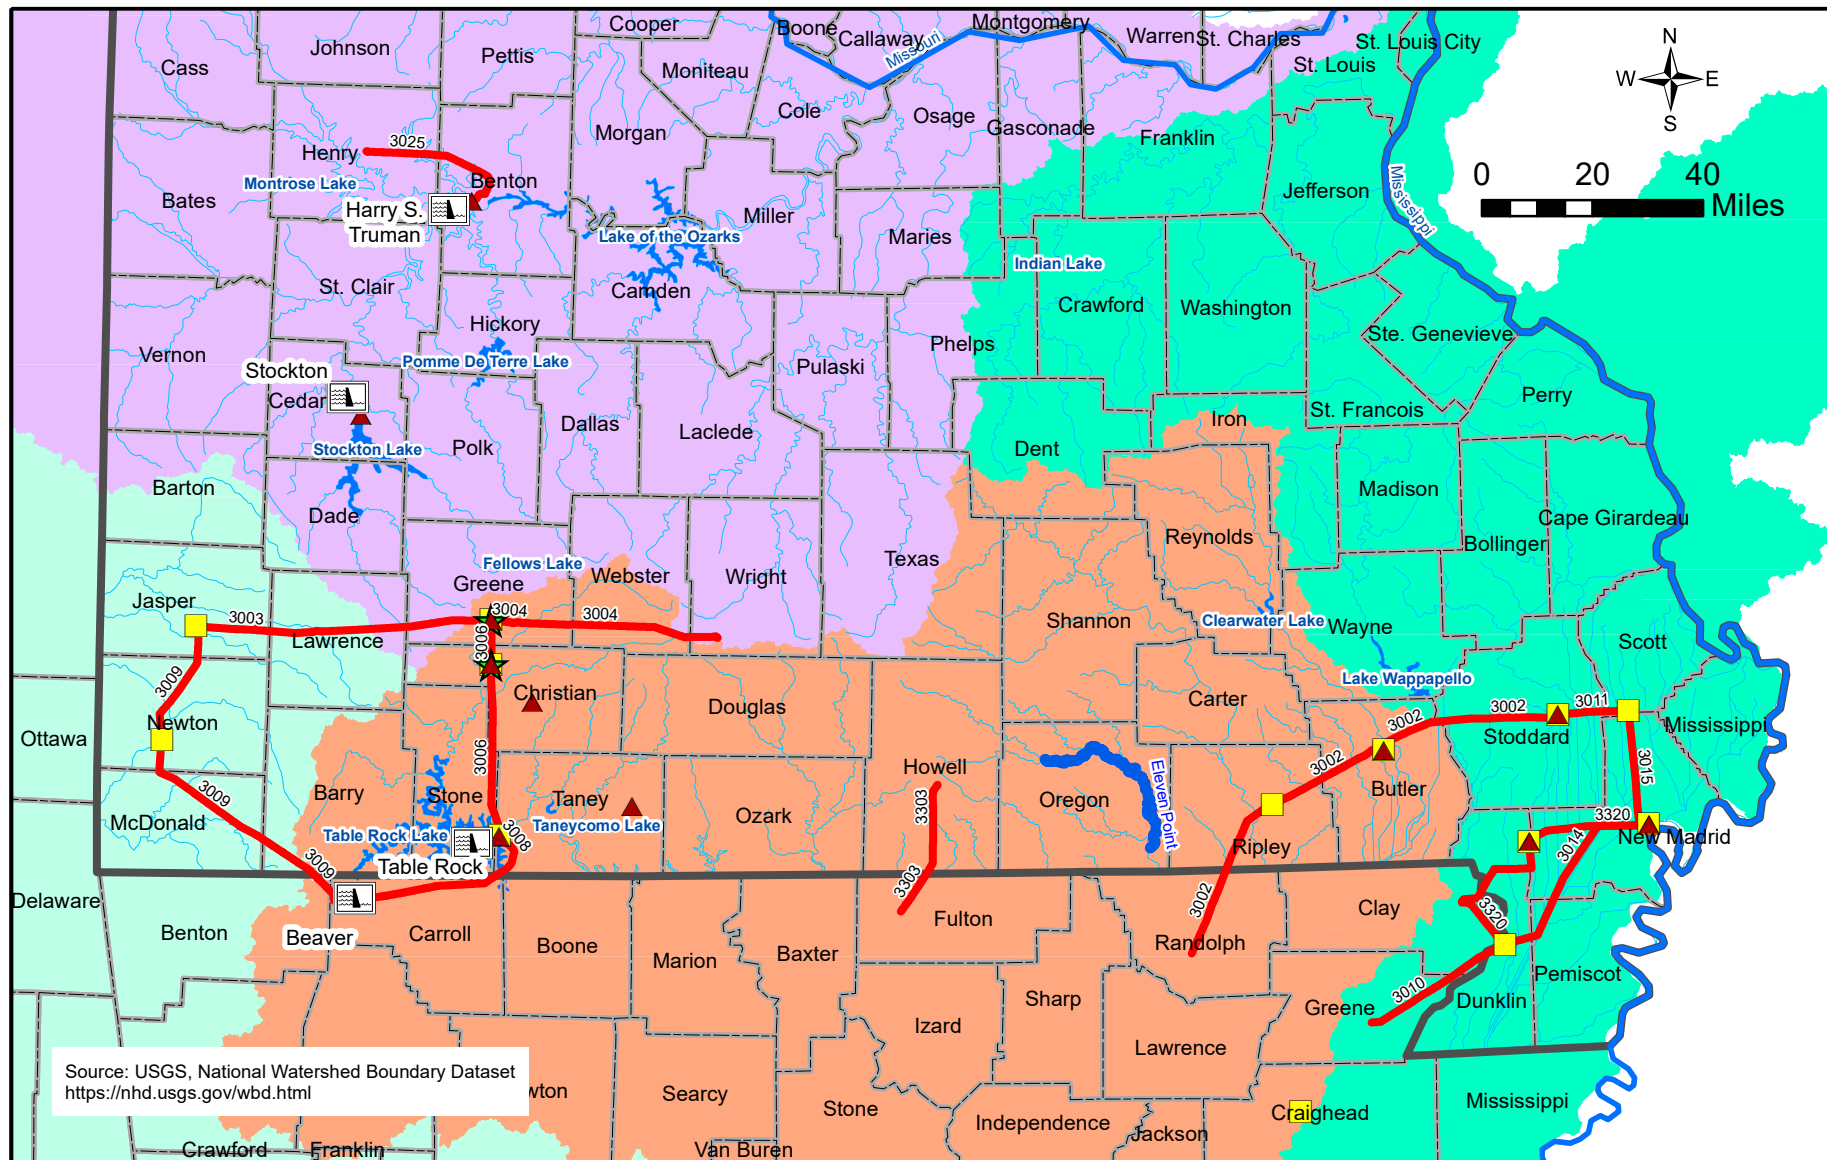 Cooper
Boone
Callaway
Montgomery
Warren
St. Charles
St. Louis City
St. Louis
Johnson
Pettis
Cass
Moniteau
Missouri
Cole
Osage
Gasconade
Franklin
Morgan
N
W
E
S
0 20 40
Miles
3025
Henry
Benton
Montrose Lake
Bates
Harry S.
Truman
Miller
Jefferson
Mississippi
Lake of the Ozarks
Maries
Indian Lake
St. Clair
Camden
Crawford
Washington
Hickory
Ste. Genevieve
Vernon
Pomme De Terre Lake
Phelps
Pulaski
Stockton
Cedar
Perry
St. Francois
Iron
Dallas
Laclede
Polk
Stockton Lake
Dent
Barton
Dade
Madison
Cape Girardeau
Reynolds
Bollinger
Fellows Lake
Greene
Webster
Wright
Texas
Jasper
3003
Lawrence
3004
3004
3006
Shannon
Clearwater Lake
Wayne
Scott
3009
Christian
Carter
Lake Wappapello
Newton
Douglas
3002
3002
3011
Stoddard
Mississippi
Ottawa
3006
3002
Howell
Eleven Point
3015
Barry
Stone
Taney
Oregon
Butler
3009
McDonald
Ozark
3303
Table Rock Lake
Taneycomo Lake
3008
3320
New Madrid
Ripley
3014
Table Rock
3009
3303
3002
Delaware
Clay
3320
Fulton
Benton
Beaver
Carroll
Boone
Marion
Baxter
Randolph
Pemiscot
Sharp
3010
Greene
Dunklin
Izard
Lawrence
Source: USGS, National Watershed Boundary Dataset
https://nhd.usgs.gov/wbd.html
wton
Searcy
Stone
Independence
Craighead
Mississippi
Jackson
Crawford
Franklin
Van Buren